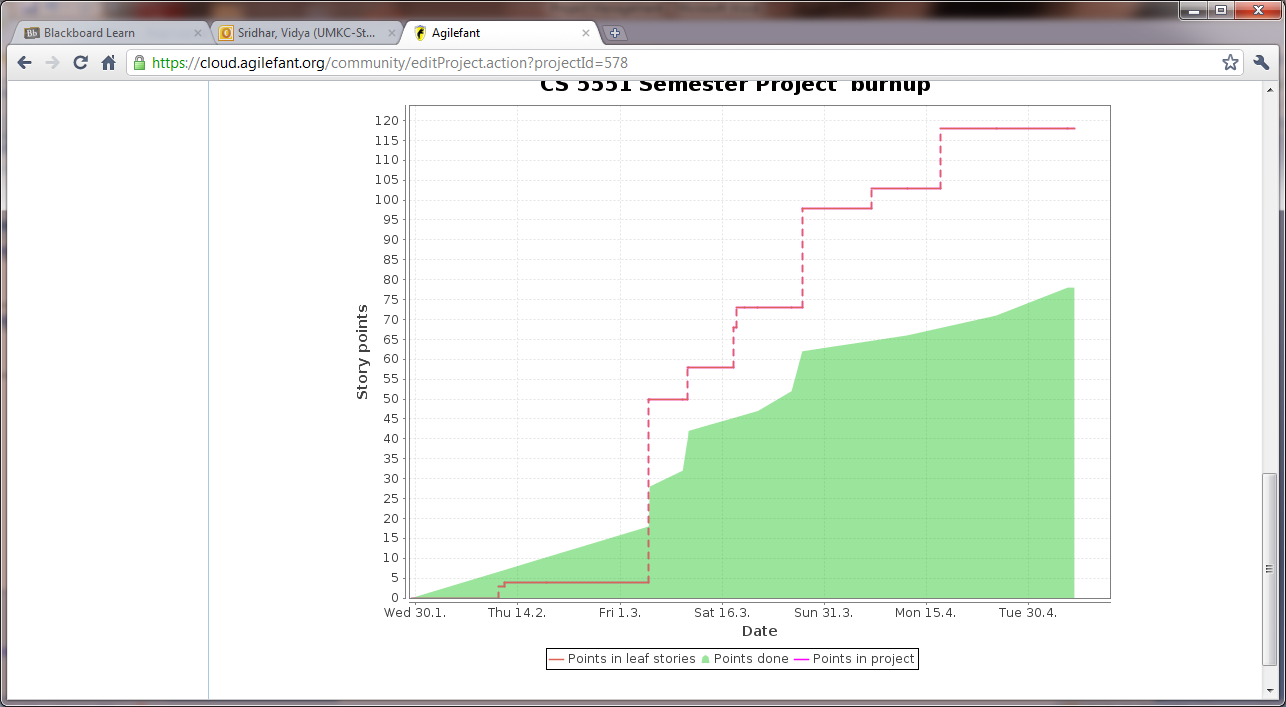 Blackboard Learn
Sridhar, Vidya (UMKC-St...
Agilefant
https://cloud.agilefant.org/community/editProject.action?projectId=578
CS 5551 Semester Project burnup
120
115
110
105
100
95
90
85
80
75
70
65
60
55
50
45
40
35
30
25
20
15
10
5
0
Story points
Wed 30.1. Thu 14.2. Fri 1.3. Sat 16.3. Sun 31.3. Mon 15.4. Tue 30.4.
Date
Points in leaf stories Points done Points in project